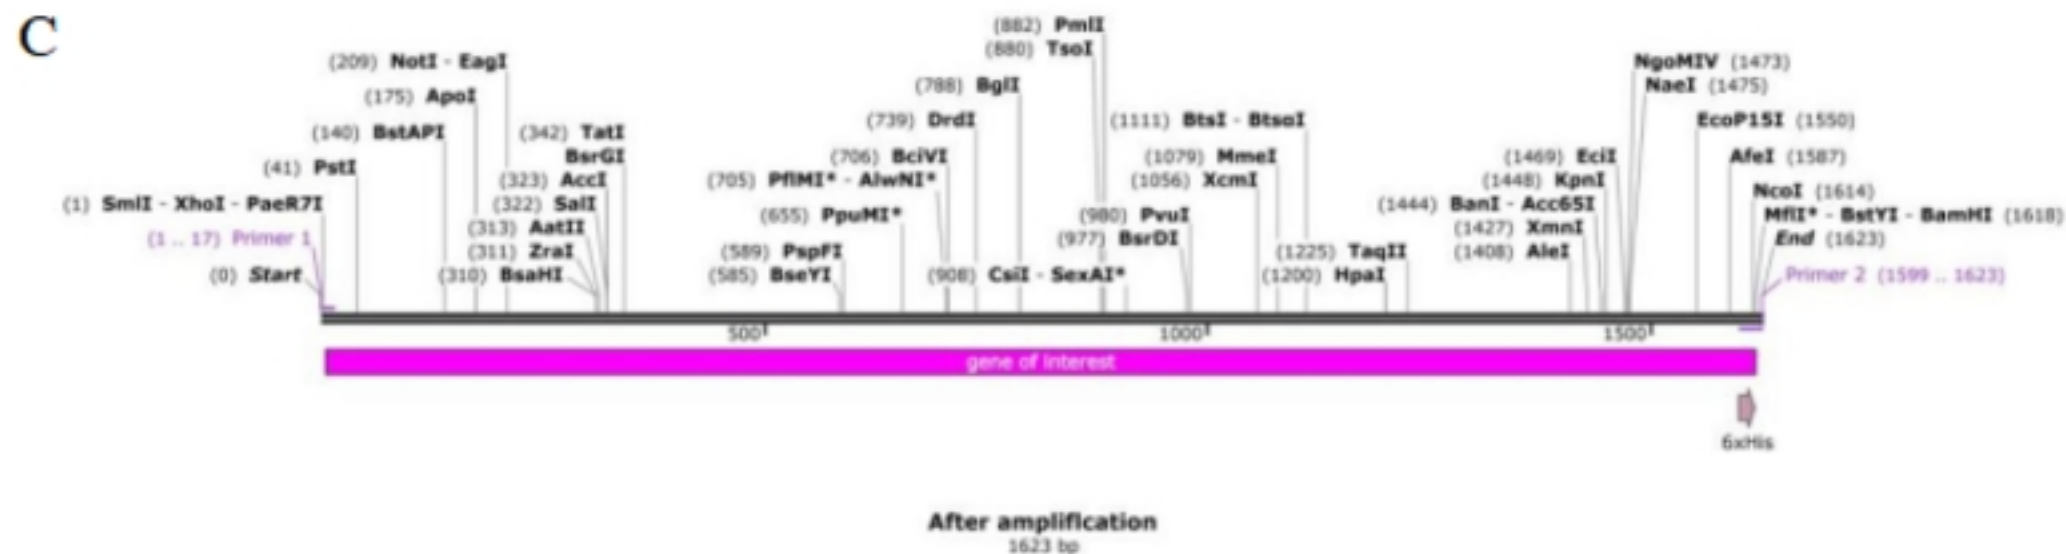 C
(882) PmlI
(880) TsoI
(209) NotI - EagI
NgoMIV (1473)
(788) BglI
NaeI (1475)
(175) ApoI
(739) DrdI
(1111) BtsI - BtsαI
EcoP15I (1550)
(140) BstAPI
(342) TatI
BsrGI
(706) BciVI
(1079) MmeI
(1469) EciI
AfeI (1587)
(41) PstI
(323) AccI
(705) PflMI* - AlwNI*
(1056) XcmI
(1448) KpnI
NcoI (1614)
(1) SmlI - XhoI - PaeR7I
(322) SalI
(655) PpuMI*
(980) PvuI
(1444) BanI - Acc65I
MflI* - BstYI - BamHI (1618)
(1 .. 17) Primer 1
(313) AatII
(977) BsrDI
(1427) XmnI
End (1623)
(311) ZraI
(589) PspFI
(1225) TaqII
(1408) AleI
(0) Start
(310) BsaHI
(585) BseYI
(908) CsiI - SexAI*
(1200) HpaI
Primer 2 (1599 .. 1623)
500
1000
1500
gene of interest
6xHis
After amplification
1623 bp